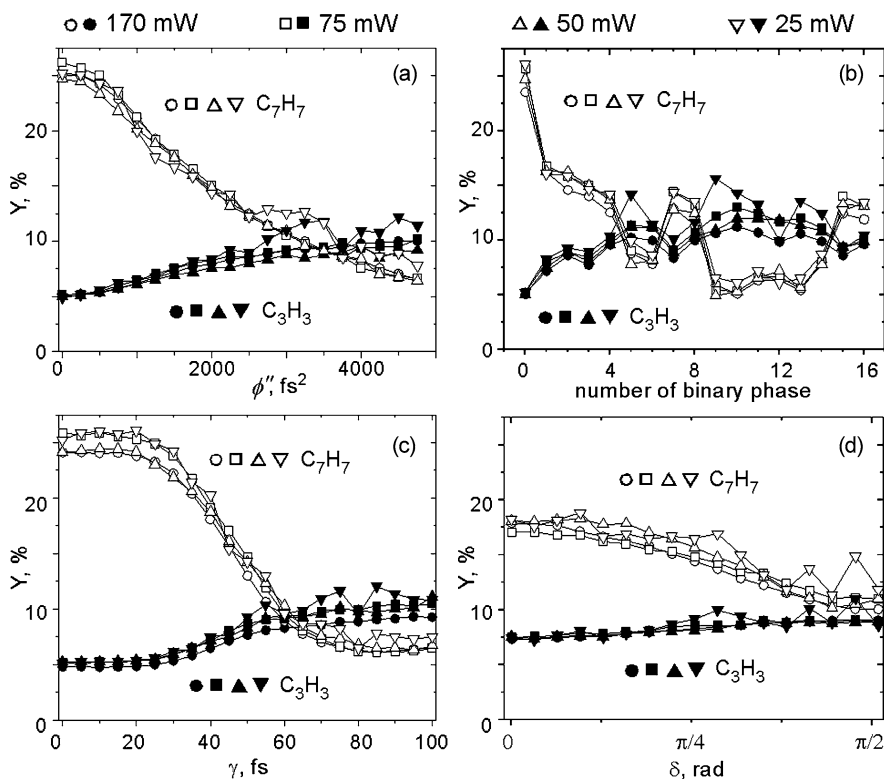 170 mW 75 mW 50 mW 25 mW
(a)
C7H7
C3H3
Y, %
0
10
20
0 2000 4000
ϕ″, fs²
(b)
C7H7
C3H3
Y, %
0
10
20
0 4 8 12 16
number of binary phase
(c)
C7H7
C3H3
Y, %
0
10
20
0 20 40 60 80 100
γ, fs
(d)
C7H7
C3H3
Y, %
0
10
20
0 π/4 π/2
δ, rad